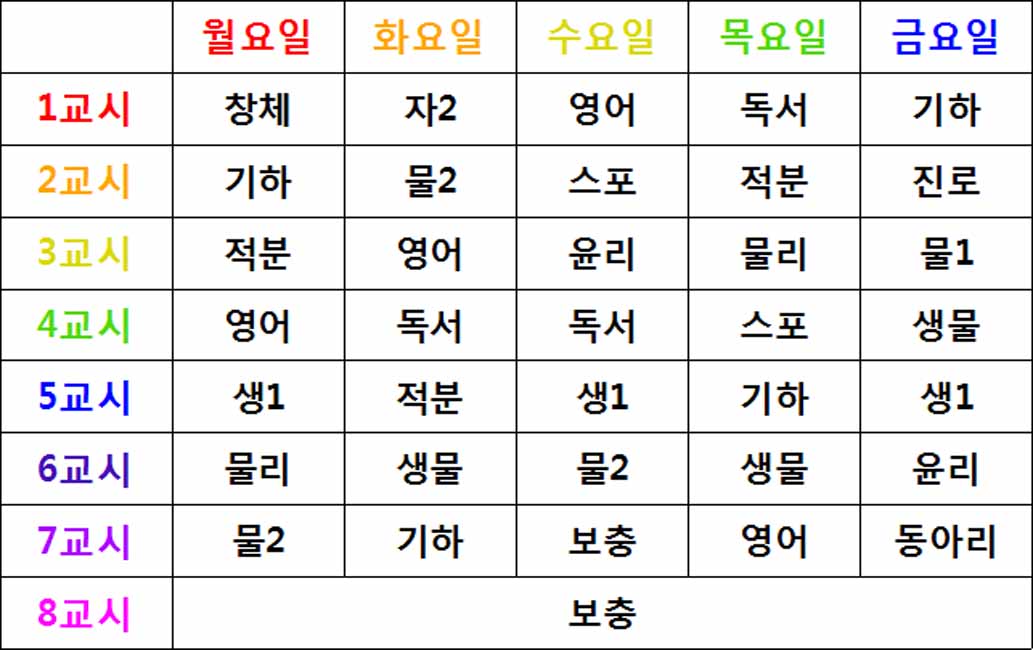 월요일 화요일 수요일 목요일 금요일
1교시 창체 자2 영어 독서 기하
2교시 기하 물2 스포 적분 진로
3교시 적분 영어 윤리 물리 물1
4교시 영어 독서 독서 스포 생물
5교시 생1 적분 생1 기하 생1
6교시 물리 생물 물2 생물 윤리
7교시 물2 기하 보충 영어 동아리
8교시 보충